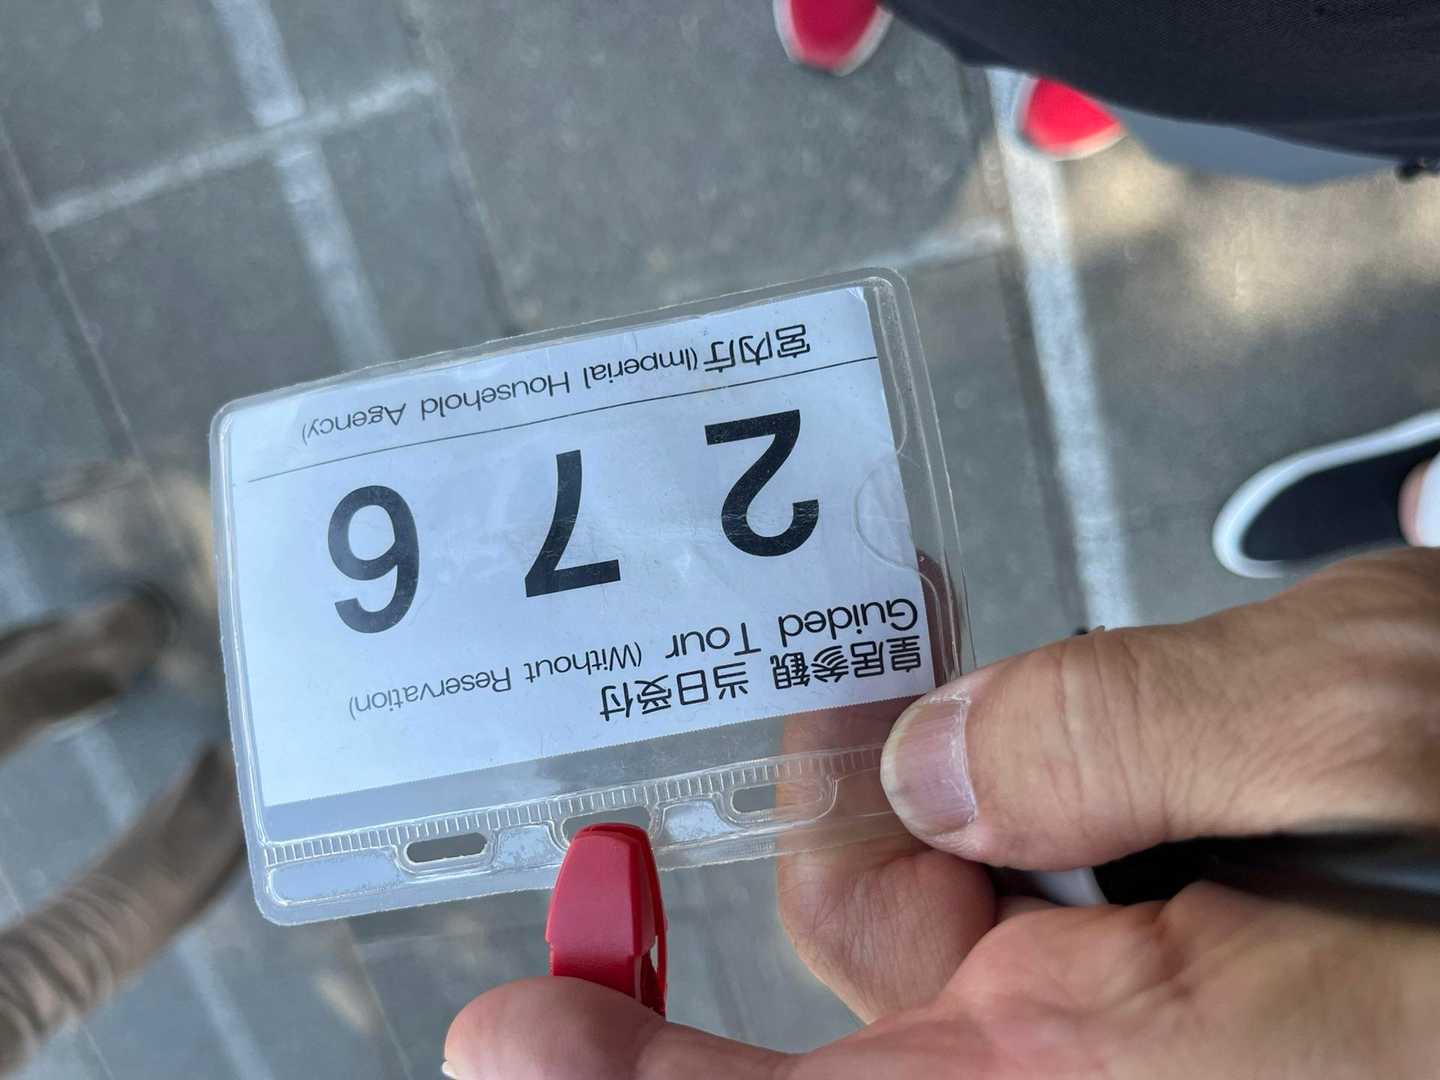 皇居参観 当日受付
Guided Tour (Without Reservation)
276
宮内庁(Imperial Household Agency)